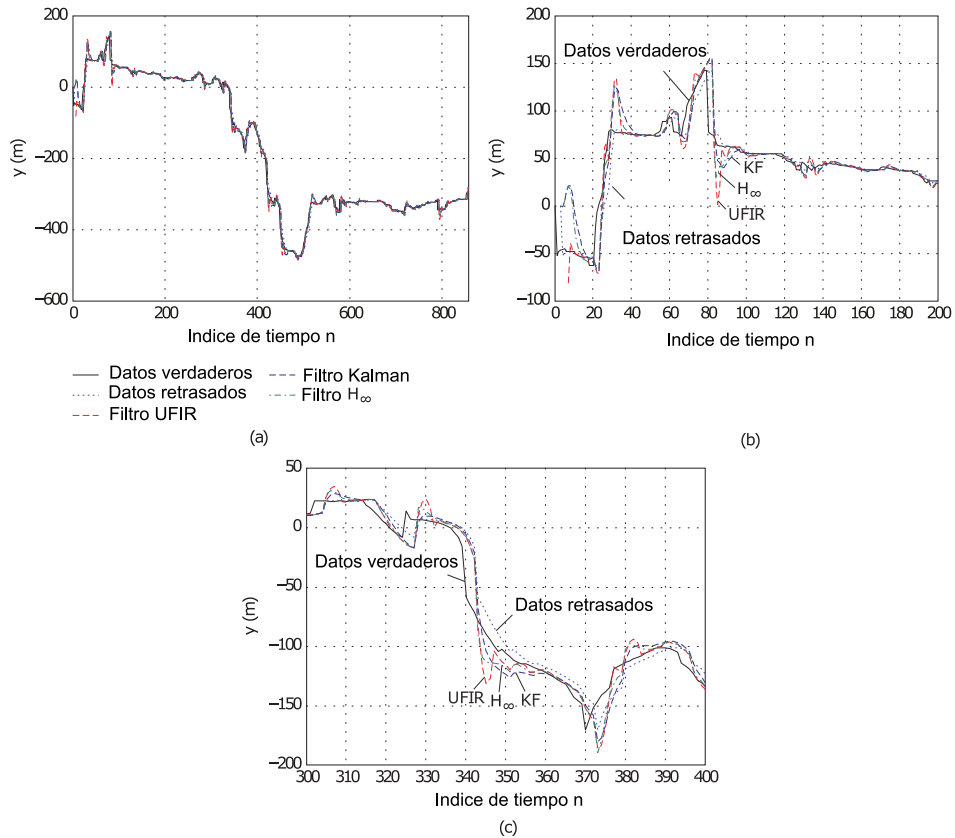 200
0
−200
−400
−600
y (m)
0
200
400
600
800
Indice de tiempo n
200
150
100
50
0
−50
−100
y (m)
0
20
40
60
80
100
120
140
160
180
200
Indice de tiempo n
Datos verdaderos
KF
H∞
UFIR
Datos retrasados
Datos verdaderos
Datos retrasados
Filtro UFIR
Filtro Kalman
Filtro H∞
(a)
(b)
50
0
−50
−100
−150
−200
y (m)
300
310
320
330
340
350
360
370
380
390
400
Indice de tiempo n
Datos verdaderos
Datos retrasados
UFIR
H∞
KF
(c)